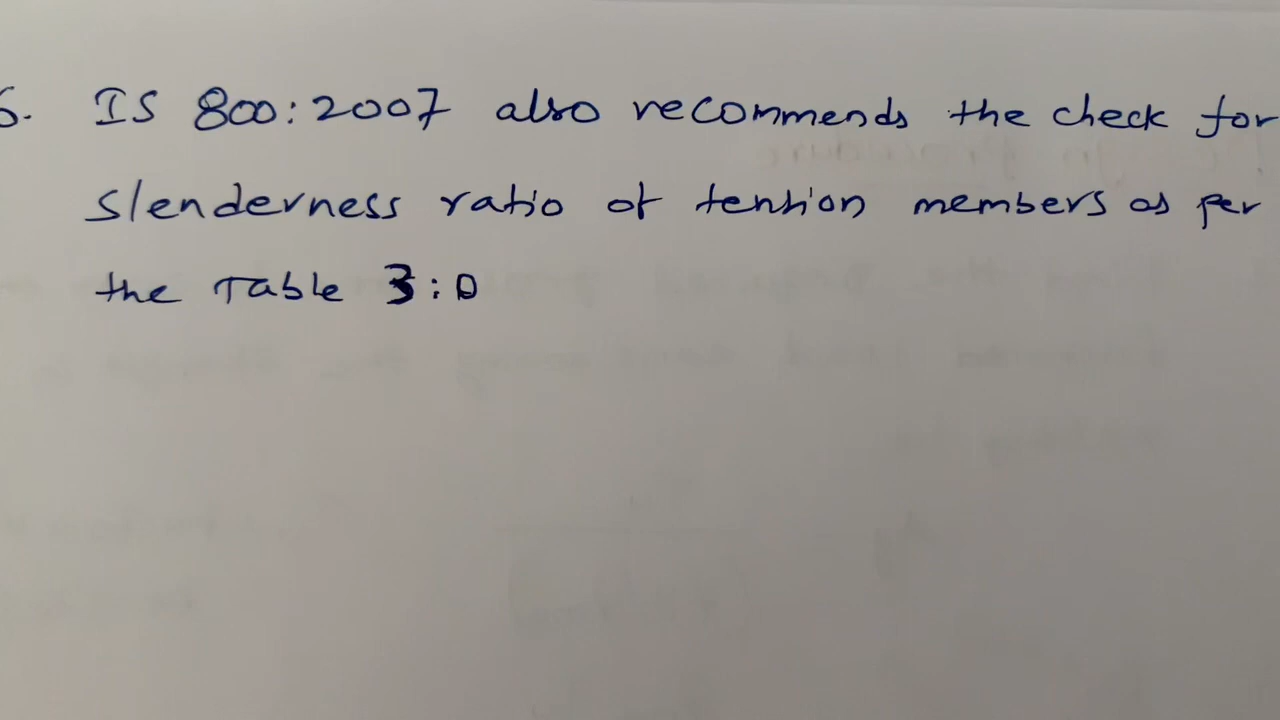 6. IS 800:2007 also recommends the check for
slenderness ratio of tension members as per
the Table 3:0